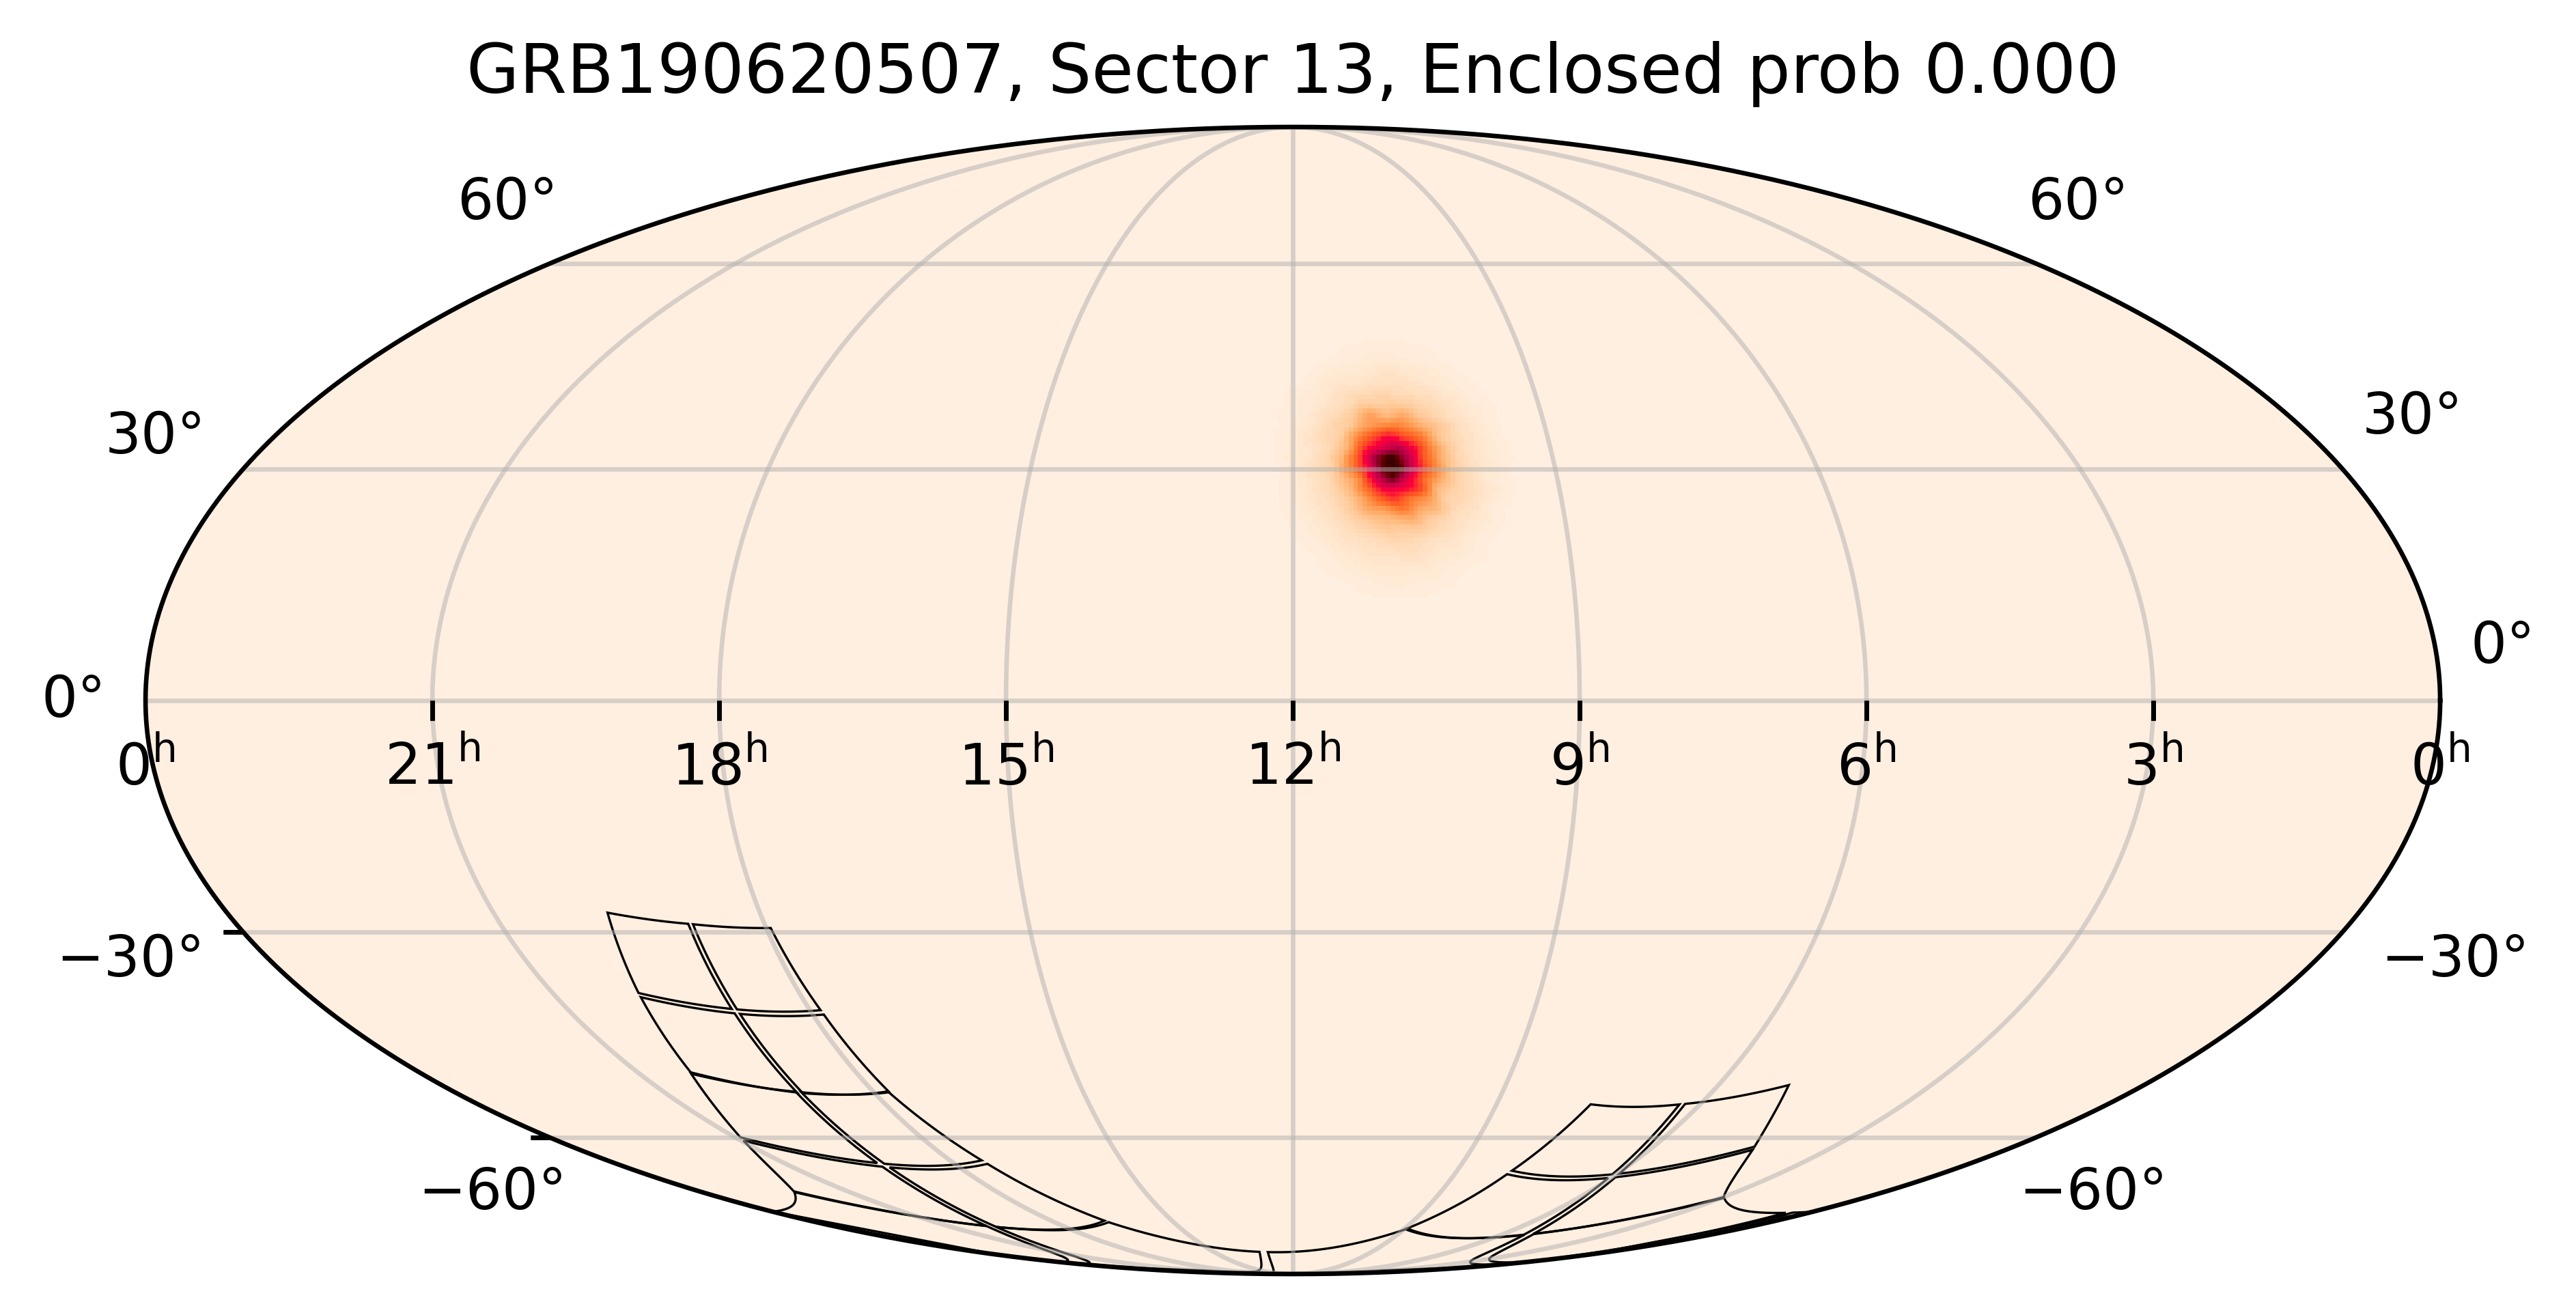 GRB190620507, Sector 13, Enclosed prob 0.000
60° 60°
30° 30°
0° 0°
0ʰ 21ʰ 18ʰ 15ʰ 12ʰ 9ʰ 6ʰ 3ʰ 0ʰ
−30° −30°
−60° −60°